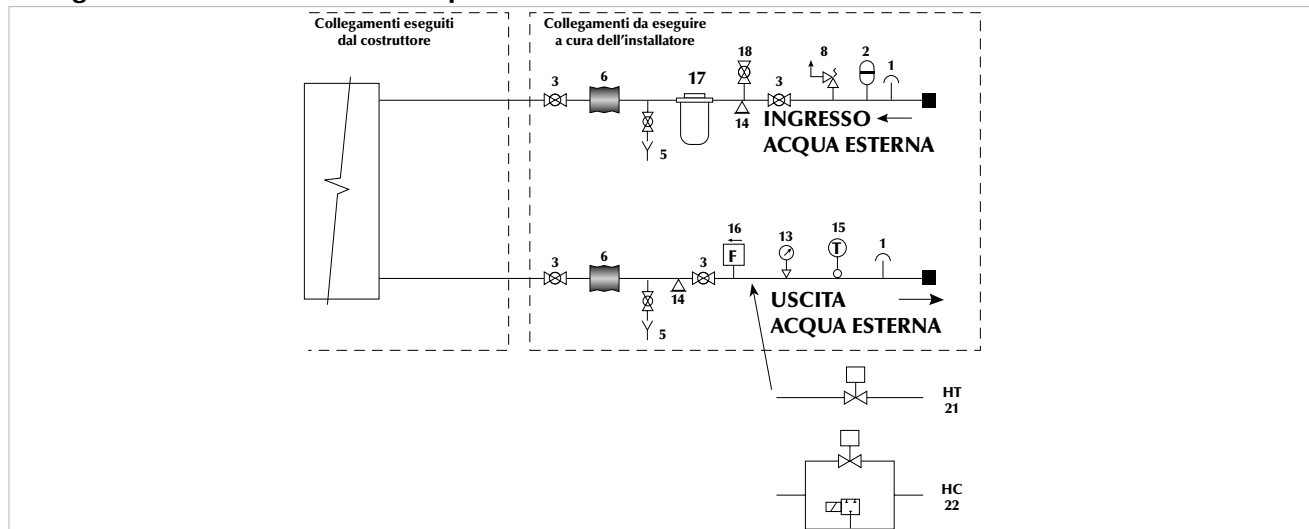 Collegamenti eseguiti
dal costruttore
Collegamenti da eseguire
a cura dell'installatore
3
6
17
18
14
3
8
2
1
5
INGRESSO
ACQUA ESTERNA
3
6
5
14
3
16
F
13
15
T
1
USCITA
ACQUA ESTERNA
HT
21
HC
22